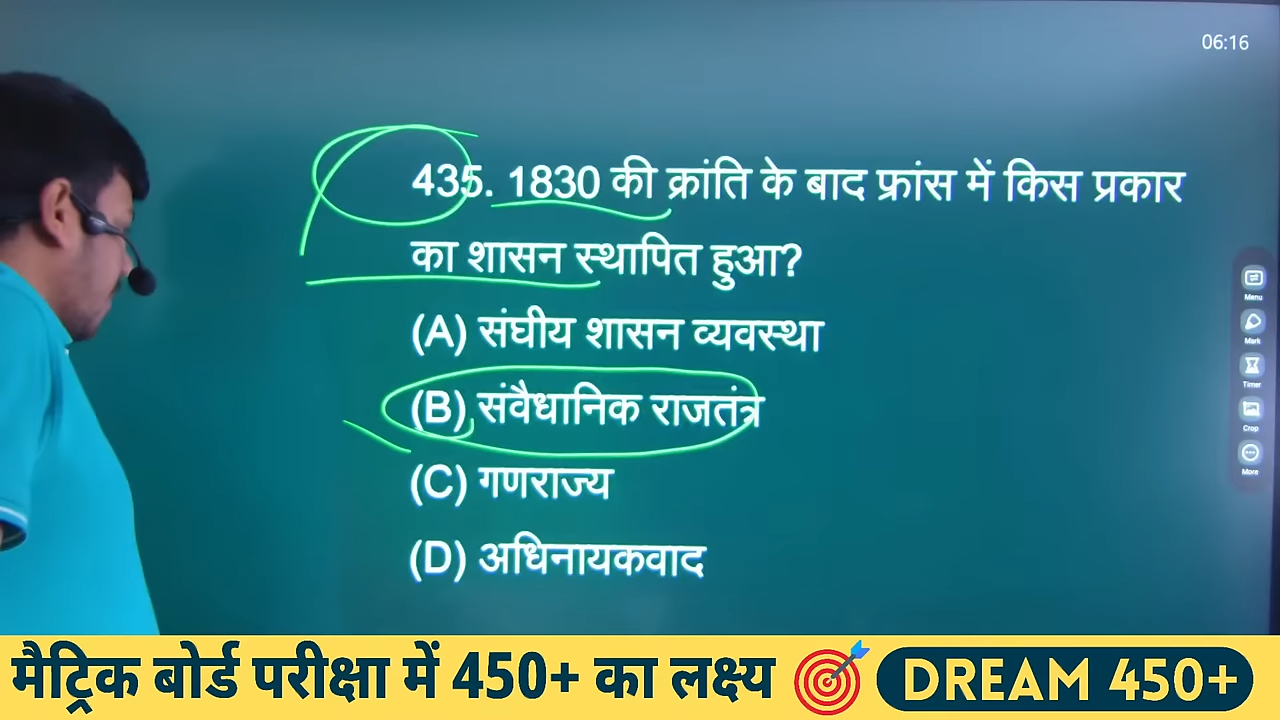 06:16
435. 1830 की क्रांति के बाद फ्रांस में किस प्रकार
का शासन स्थापित हुआ?
(A) संघीय शासन व्यवस्था
(B) संवैधानिक राजतंत्र
(C) गणराज्य
(D) अधिनायकवाद
Menu
Mark
Timer
Crop
More
मैट्रिक बोर्ड परीक्षा में 450+ का लक्ष्य DREAM 450+